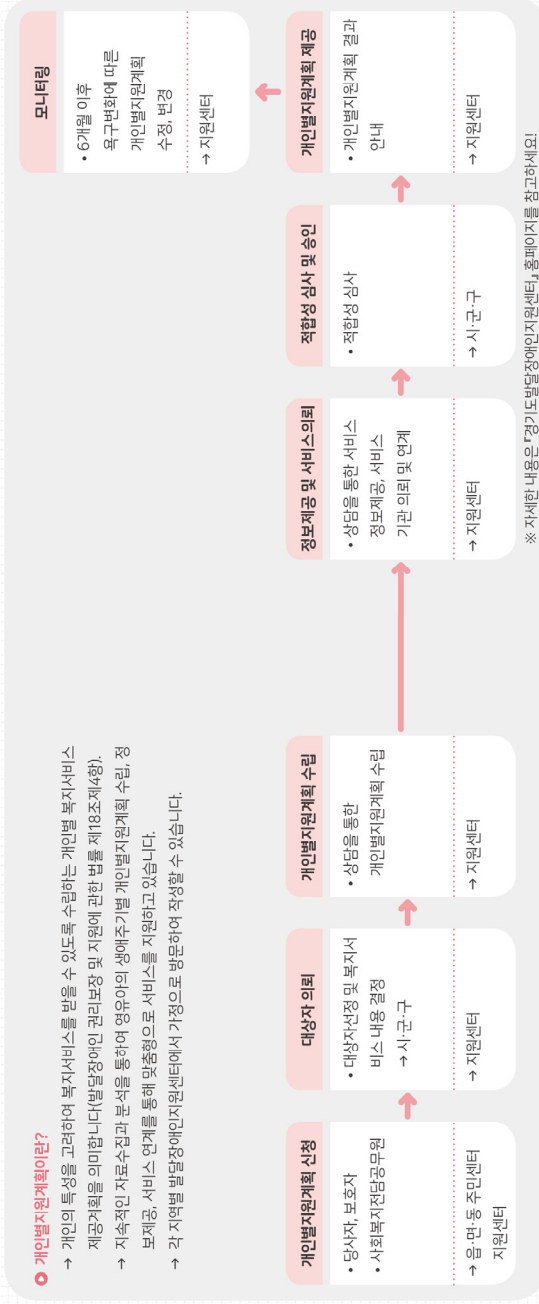 개인별지원계획이란?
→ 개인의 특성을 고려하여 복지서비스를 받을 수 있도록 수립하는 개인별 복지서비스
제공계획을 의미합니다(발달장애인 권리보장 및 지원에 관한 법률 제18조제4항).
→ 지속적인 자료수집과 분석을 통하여 영유아의 생애주기별 개인별지원계획 수립, 정
보제공, 서비스 연계를 통해 맞춤형으로 서비스를 지원하고 있습니다.
→ 각 지역별 발달장애인지원센터에서 가정으로 방문하여 작성할 수 있습니다.
개인별지원계획 신청
• 당사자, 보호자
• 사회복지전담공무원
→ 읍·면·동 주민센터
지원센터
대상자 의뢰
• 대상자선정 및 복지서
비스 내용 결정
→ 시·군·구
→ 지원센터
개인별지원계획 수립
• 상담을 통한
개인별지원계획 수립
→ 지원센터
정보제공 및 서비스의뢰
• 상담을 통한 서비스
정보제공, 서비스
기관 의뢰 및 연계
→ 지원센터
적합성 심사 및 승인
• 적합성 심사
→ 시·군·구
개인별지원계획 제공
• 개인별지원계획 결과
안내
→ 지원센터
모니터링
• 6개월 이후
욕구변화에 따른
개인별지원계획
수정, 변경
→ 지원센터
※ 자세한 내용은 『경기도발달장애인지원센터』 홈페이지를 참고하세요!